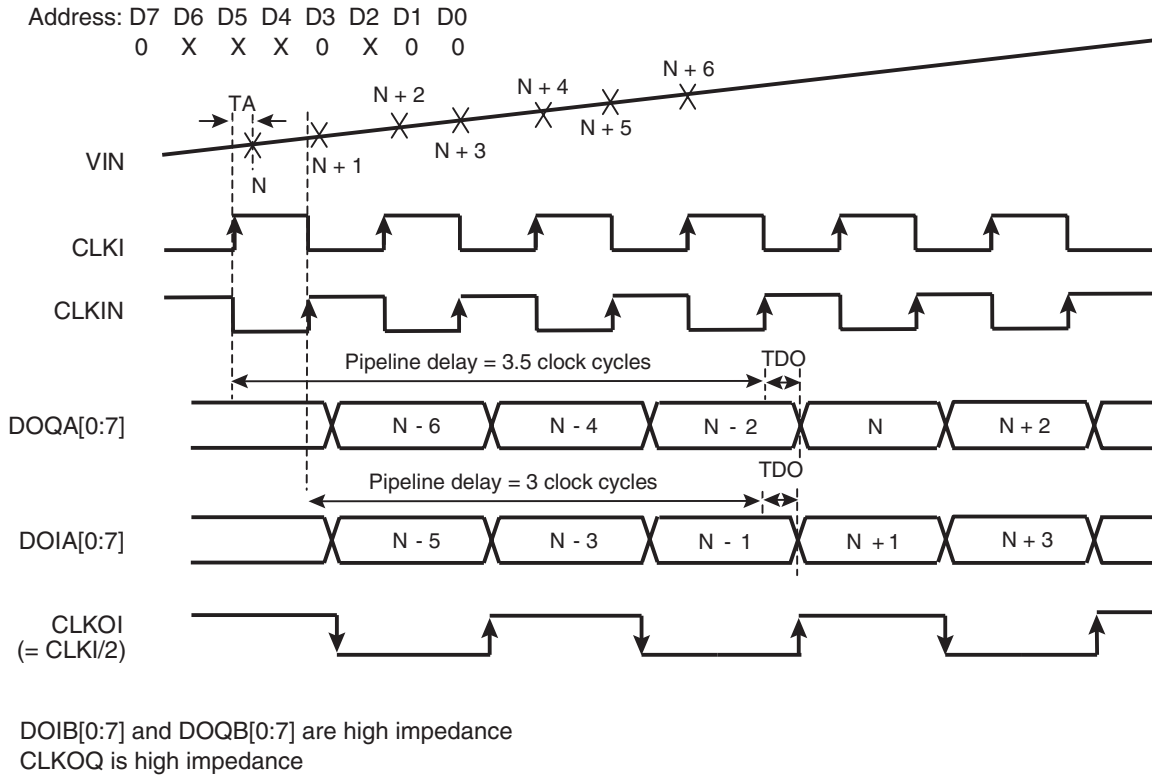 Address: D7 D6 D5 D4 D3 D2 D1 D0
0 X X X 0 X 0 0
TA
N + 2
N + 4
N + 6
N + 1
N + 3
N + 5
VIN
N
CLKI
CLKIN
Pipeline delay = 3.5 clock cycles
TDO
DOQA[0:7]
N - 6
N - 4
N - 2
N
N + 2
Pipeline delay = 3 clock cycles
TDO
DOIA[0:7]
N - 5
N - 3
N - 1
N + 1
N + 3
CLKOI
(= CLKI/2)
DOIB[0:7] and DOQB[0:7] are high impedance
CLKOQ is high impedance